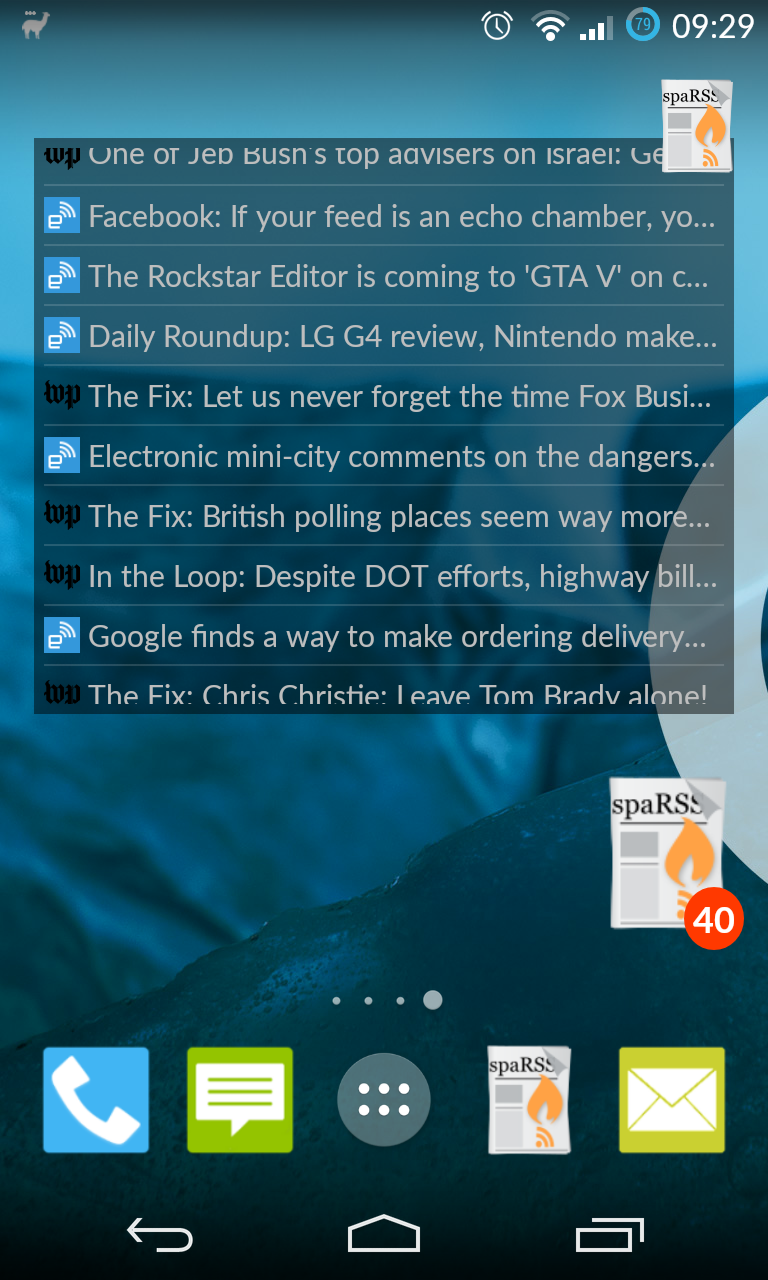 79 09:29
spaRSS
wp One of Jeb Bush's top advisers on Israel: Ge
e Facebook: If your feed is an echo chamber, yo...
e The Rockstar Editor is coming to 'GTA V' on c...
e Daily Roundup: LG G4 review, Nintendo make...
wp The Fix: Let us never forget the time Fox Busi...
e Electronic mini-city comments on the dangers...
wp The Fix: British polling places seem way more...
wp In the Loop: Despite DOT efforts, highway bill...
e Google finds a way to make ordering delivery...
wp The Fix: Chris Christie: Leave Tom Brady alone!
spaRSS
40
spaRSS